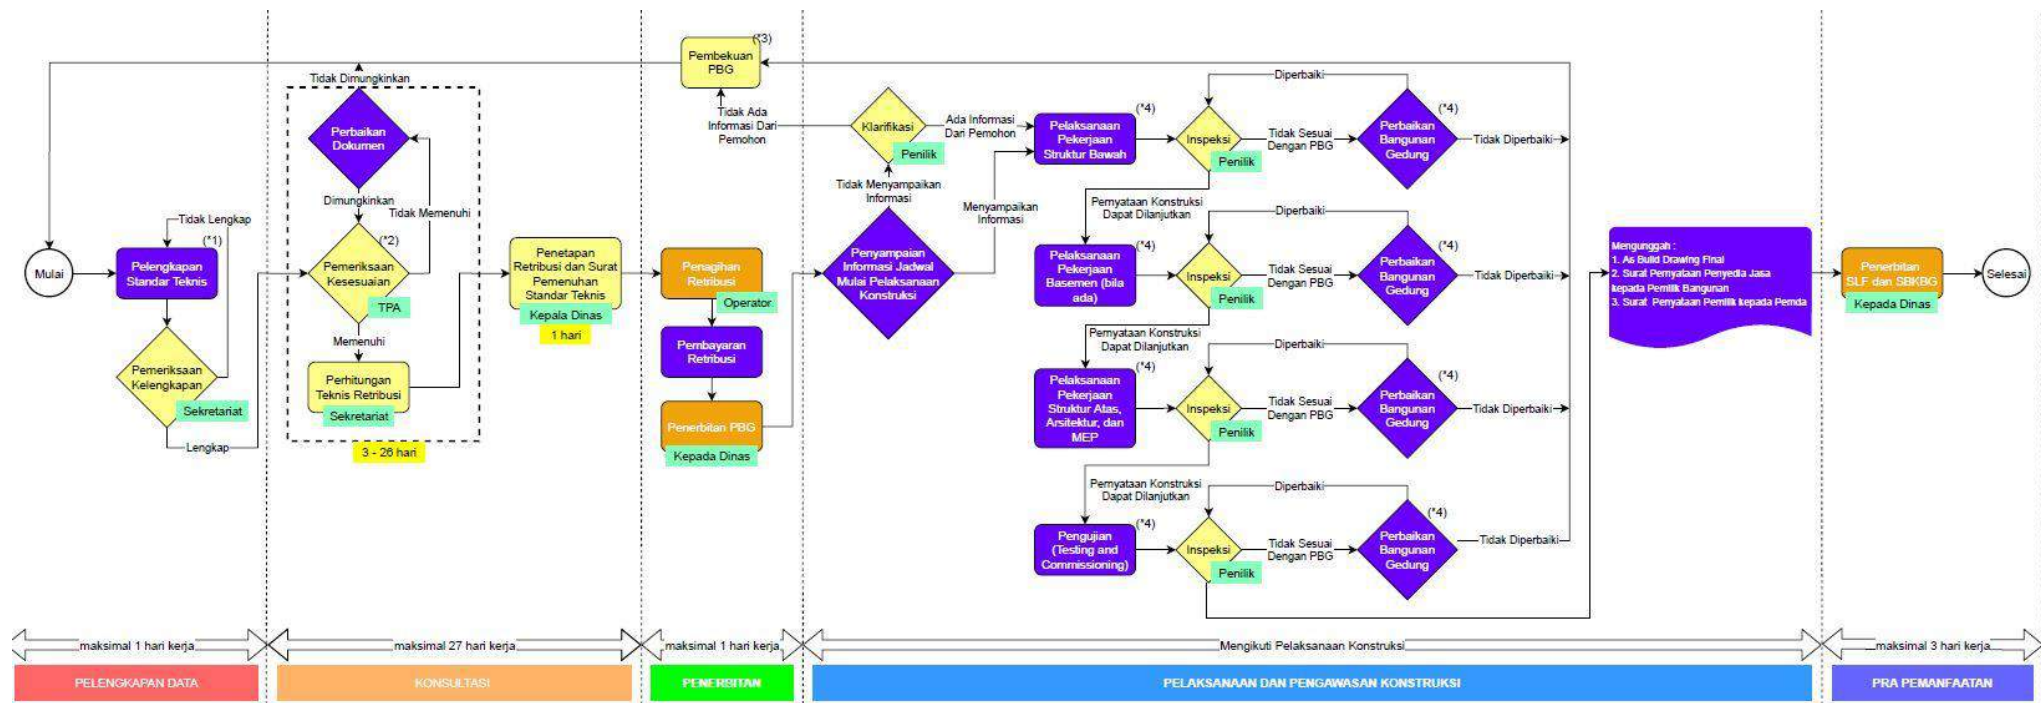 Mulai
Tidak Lengkap
(*1)
Pelengkapan
Standar Teknis
Pemeriksaan
Kelengkapan
Sekretariat
Lengkap
Tidak Dimungkinkan
Perbaikan
Dokumen
Dimungkinkan
Tidak Memenuhi
(*2)
Pemeriksaan
Kesesuaian
TPA
Memenuhi
Perhitungan
Teknis Retribusi
Sekretariat
3 - 26 hari
Penetapan
Retribusi dan Surat
Pemenuhan
Standar Teknis
Kepala Dinas
1 hari
(*3)
Pembekuan
PBG
Tidak Ada
Informasi Dari
Pemohon
Penagihan
Retribusi
Operator
Pembayaran
Retribusi
Penerbitan PBG
Kepada Dinas
Klarifikasi
Penilik
Ada Informasi
Dari Pemohon
Tidak Menyampaikan
Informasi
Menyampaikan
Informasi
Penyampaian
Informasi Jadwal
Mulai Pelaksanaan
Konstruksi
(*4)
Pelaksanaan
Pekerjaan
Struktur Bawah
Inspeksi
Penilik
Diperbaiki
Tidak Sesuai
Dengan PBG
(*4)
Perbaikan
Bangunan
Gedung
Tidak Diperbaiki
Pernyataan Konstruksi
Dapat Dilanjutkan
(*4)
Pelaksanaan
Pekerjaan
Basemen (bila
ada)
Inspeksi
Penilik
Diperbaiki
Tidak Sesuai
Dengan PBG
(*4)
Perbaikan
Bangunan
Gedung
Tidak Diperbaiki
Pernyataan Konstruksi
Dapat Dilanjutkan
(*4)
Pelaksanaan
Pekerjaan
Struktur Atas,
Arsitektur, dan
MEP
Inspeksi
Penilik
Diperbaiki
Tidak Sesuai
Dengan PBG
(*4)
Perbaikan
Bangunan
Gedung
Tidak Diperbaiki
Pernyataan Konstruksi
Dapat Dilanjutkan
(*4)
Pengujian
(Testing and
Commissioning)
Inspeksi
Penilik
Diperbaiki
Tidak Sesuai
Dengan PBG
(*4)
Perbaikan
Bangunan
Gedung
Tidak Diperbaiki
Mengunggah :
1. As Build Drawing Final
2. Surat Pernyataan Penyedia Jasa
kepada Pemilik Bangunan
3. Surat Penyataan Pemilik kepada Pemda
Penerbitan
SLF dan SBKBG
Kepada Dinas
Selesai
maksimal 1 hari kerja
maksimal 27 hari kerja
maksimal 1 hari kerja
Mengikuti Pelaksanaan Konstruksi
maksimal 3 hari kerja
PELENGKAPAN DATA
KONSULTASI
PENERBITAN
PELAKSANAAN DAN PENGAWASAN KONSTRUKSI
PRA PEMANFAATAN